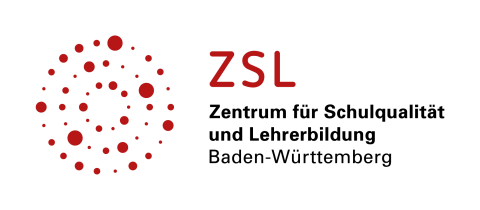 ZSL
Zentrum für Schulqualität
und Lehrerbildung
Baden-Württemberg